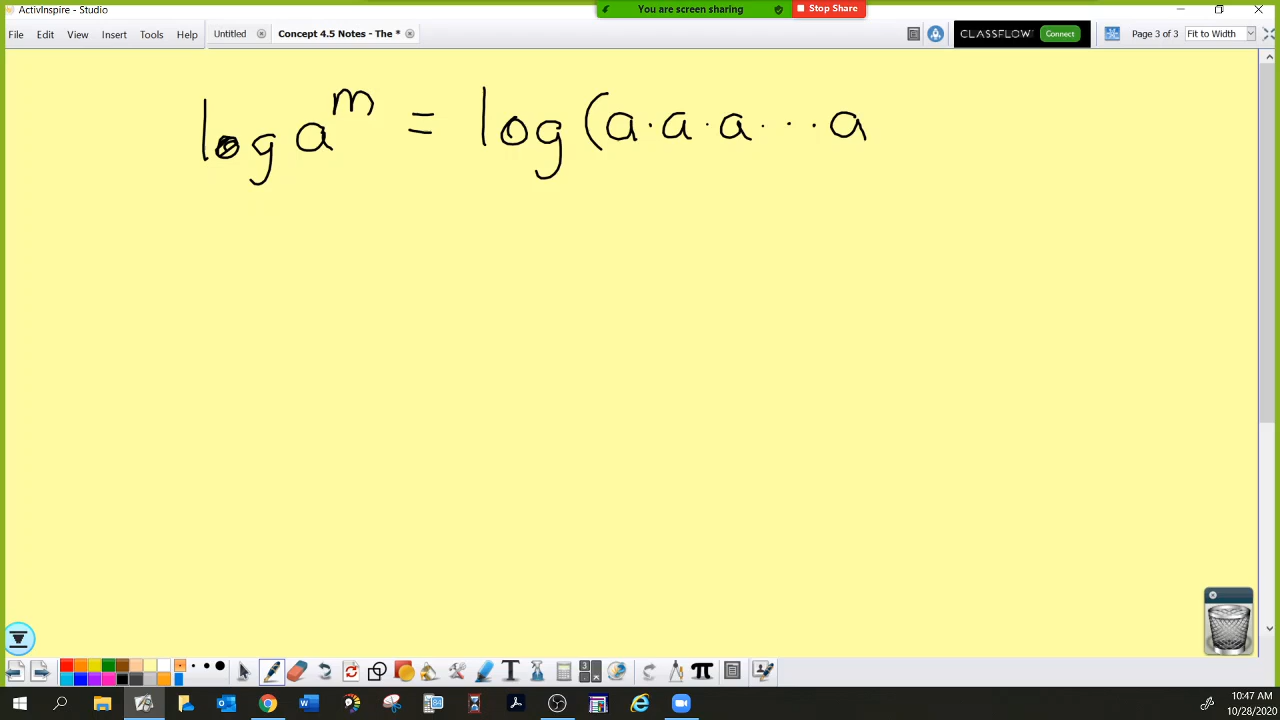 ActivInspire - Studio
You are screen sharing Stop Share
File Edit View Insert Tools Help Untitled Concept 4.5 Notes - The * CLASSFLOW Connect Page 3 of 3 Fit to Width
log a^m = log (a · a · a · · · a
10:47 AM
10/28/2020